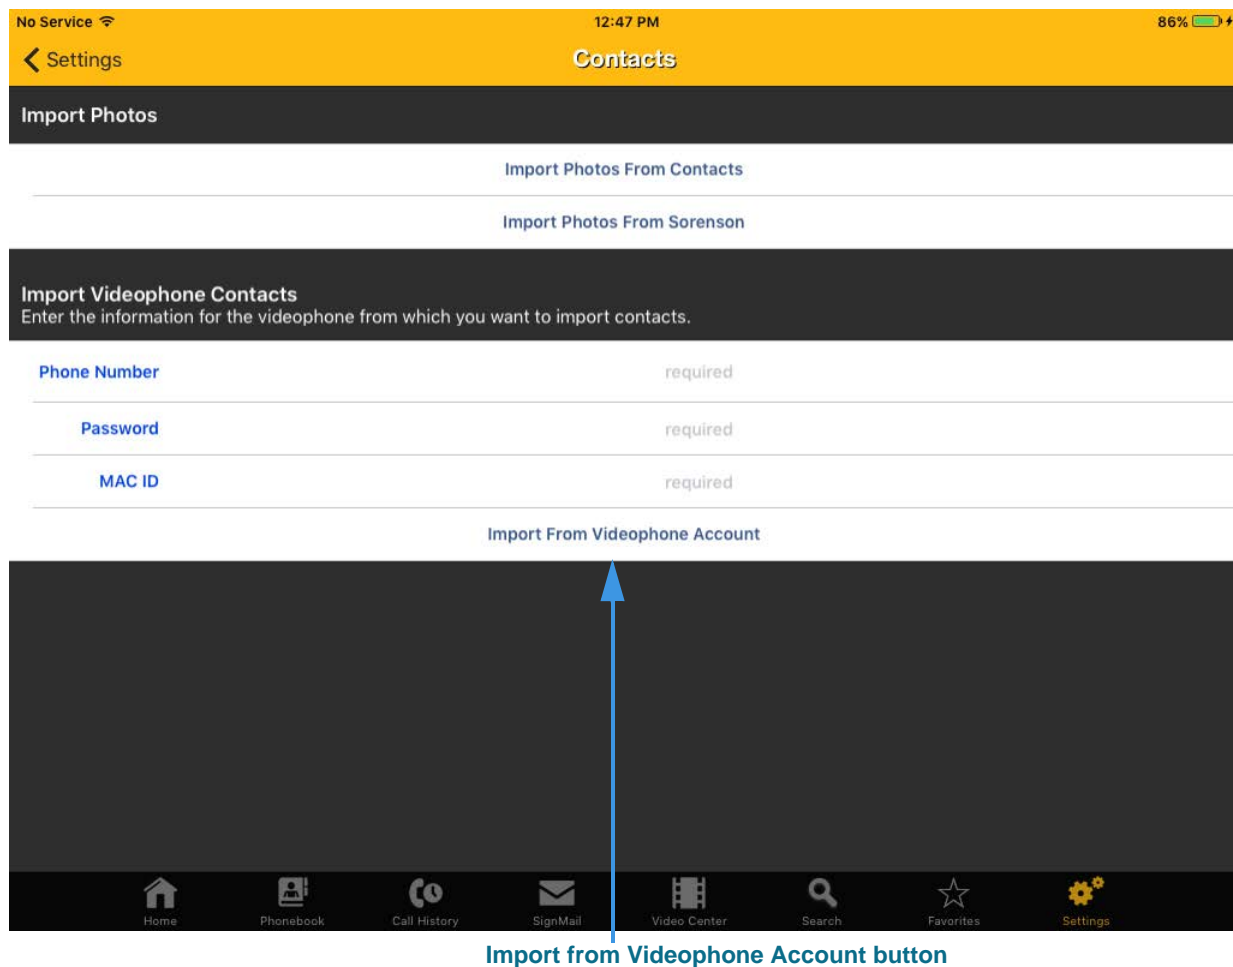 No Service 12:47 PM 86%
Settings Contacts
Import Photos
Import Photos From Contacts
Import Photos From Sorenson
Import Videophone Contacts
Enter the information for the videophone from which you want to import contacts.
Phone Number required
Password required
MAC ID required
Import From Videophone Account
Home Phonebook Call History SignMail Video Center Search Favorites Settings
Import from Videophone Account button